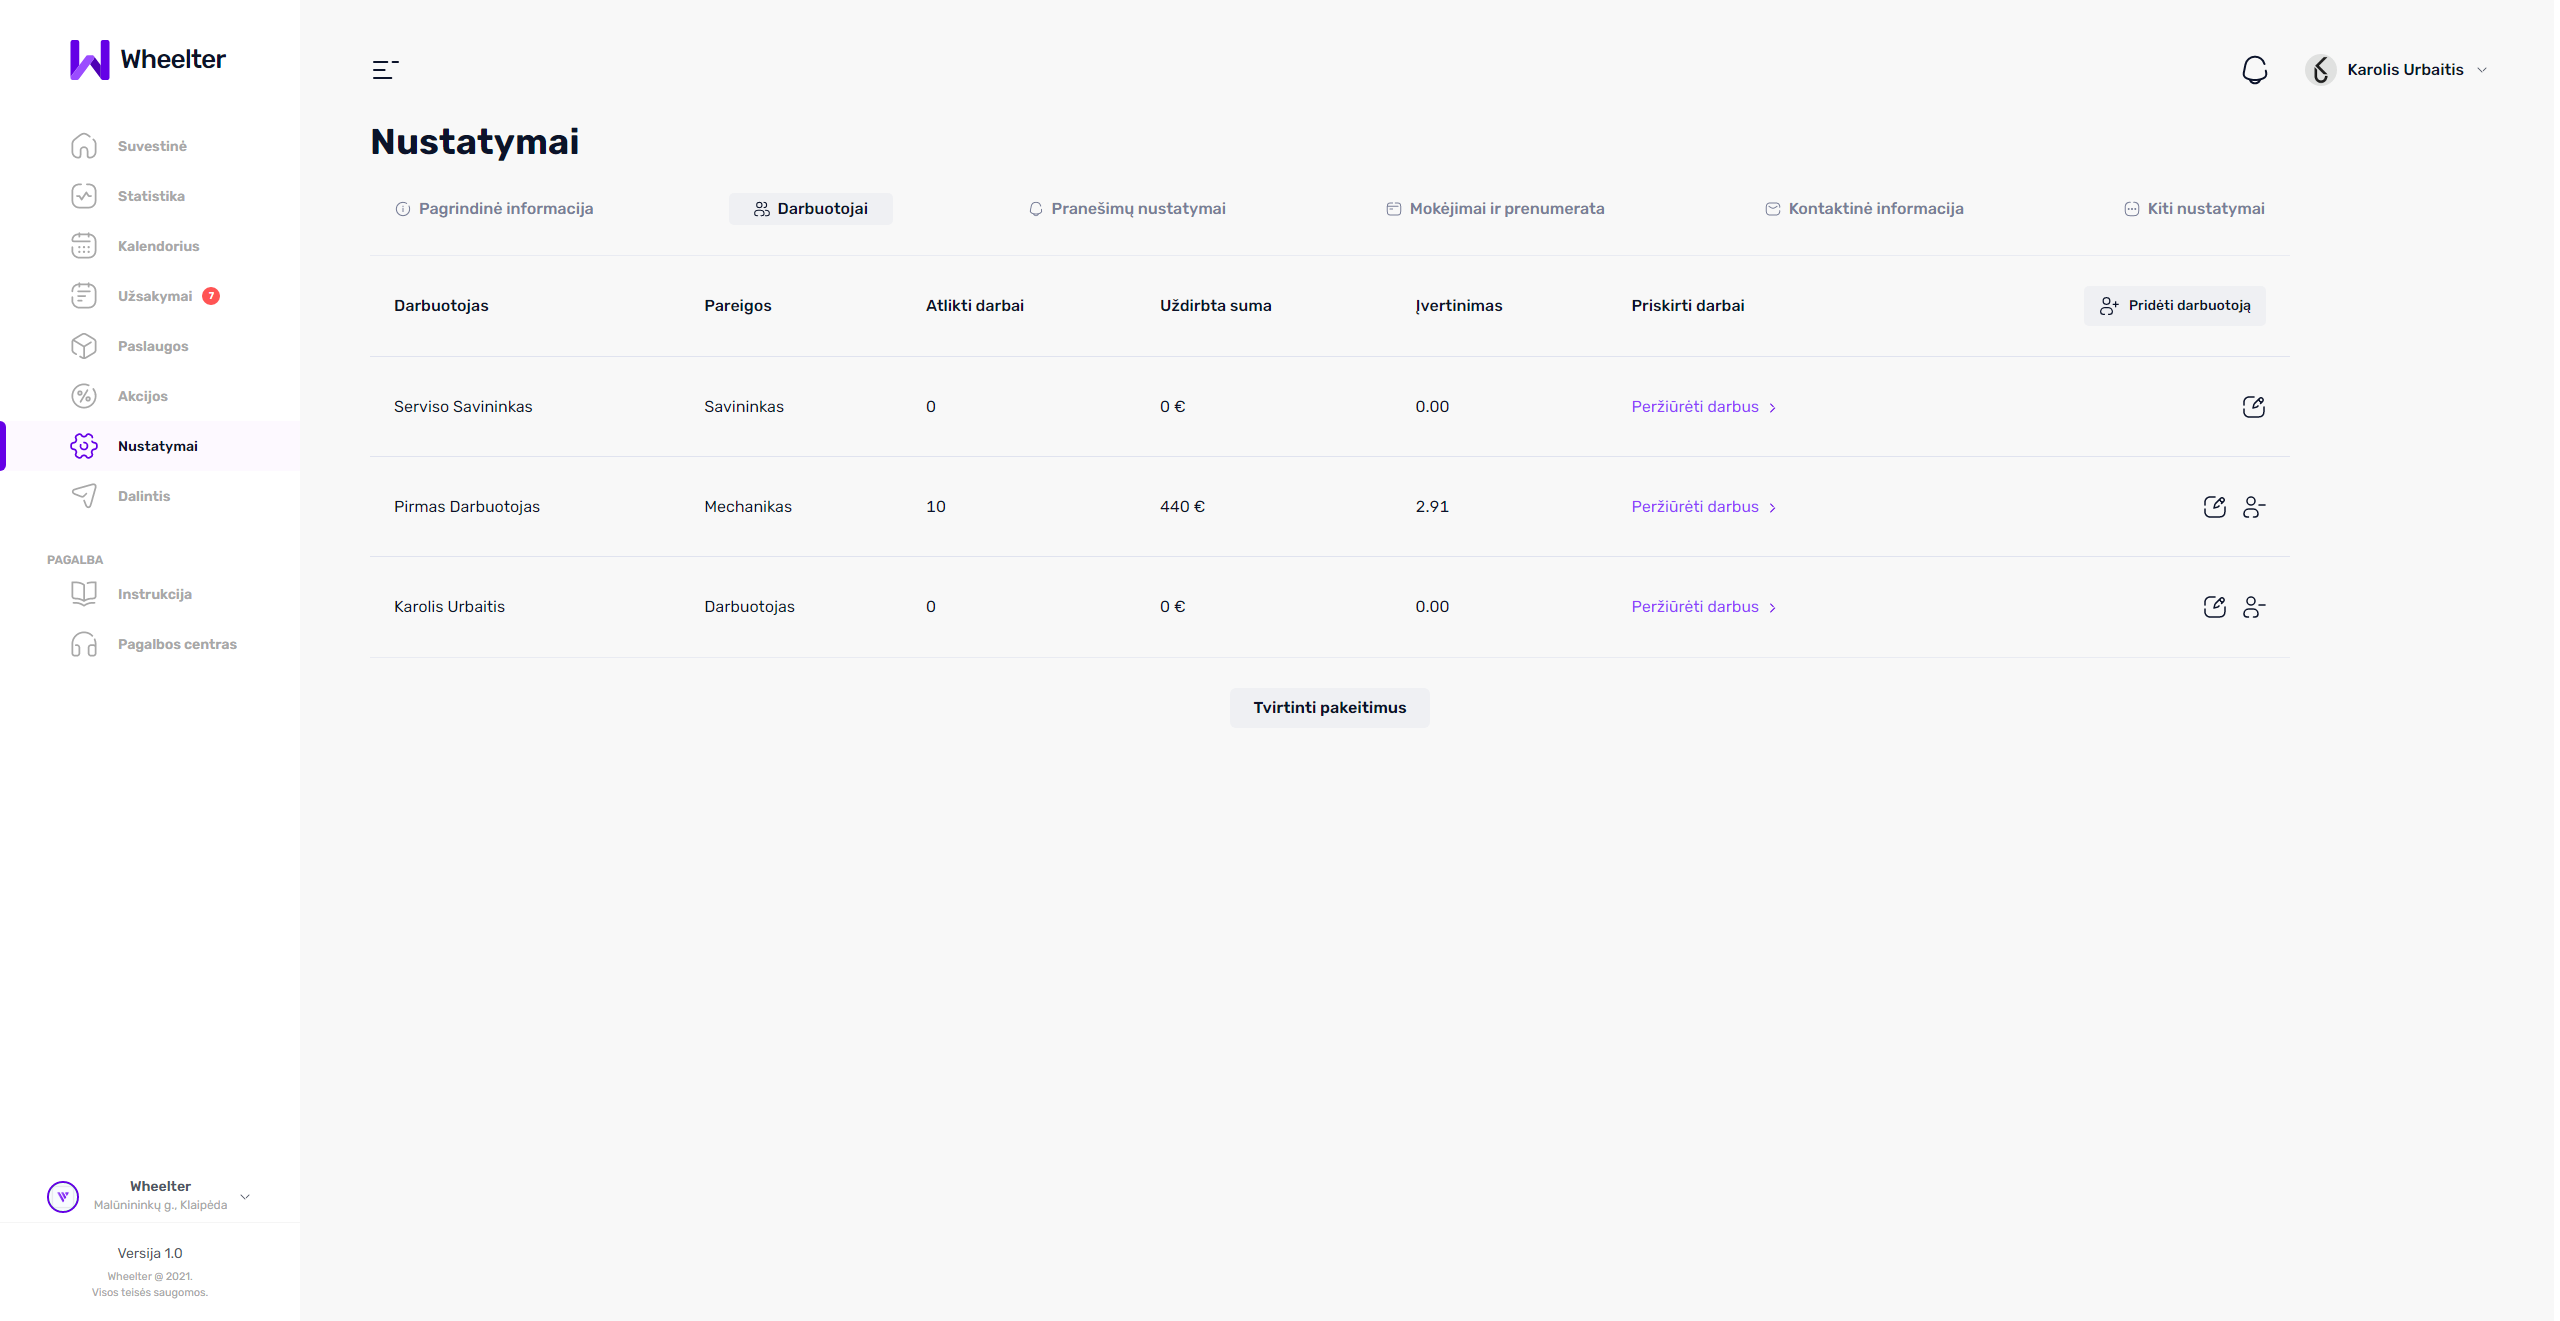 Wheelter
Suvestinė
Statistika
Kalendorius
Užsakymai 7
Paslaugos
Akcijos
Nustatymai
Dalintis
PAGALBA
Instrukcija
Pagalbos centras
Wheelter
Malūnininkų g., Klaipėda
Versija 1.0
Wheelter @ 2021.
Visos teisės saugomos.
Karolis Urbaitis
Nustatymai
Pagrindinė informacija Darbuotojai Pranešimų nustatymai Mokėjimai ir prenumerata Kontaktinė informacija Kiti nustatymai
Darbuotojas Pareigos Atlikti darbai Uždirbta suma Įvertinimas Priskirti darbai Pridėti darbuotoją
Serviso Savininkas Savininkas 0 0 € 0.00 Peržiūrėti darbus
Pirmas Darbuotojas Mechanikas 10 440 € 2.91 Peržiūrėti darbus
Karolis Urbaitis Darbuotojas 0 0 € 0.00 Peržiūrėti darbus
Tvirtinti pakeitimus